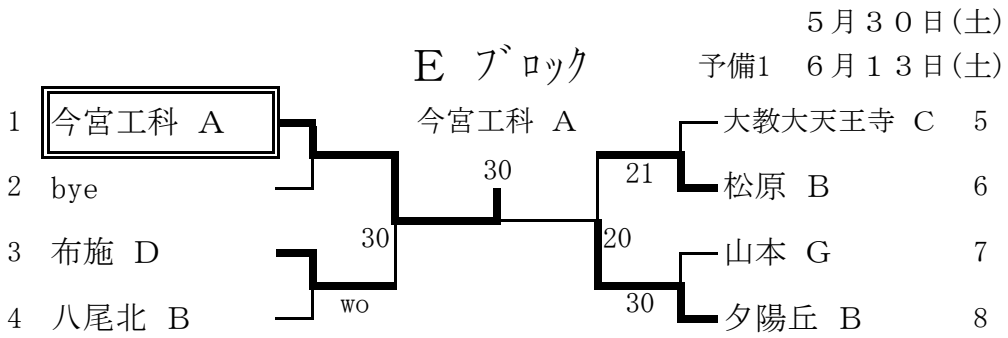 ５月３０日(土)
E ブロック
予備1 ６月１３日(土)
1 今宮工科 A
今宮工科 A
大教大天王寺 C 5
30
21
2 bye
松原 B 6
3 布施 D
30
20
山本 G 7
wo
30
4 八尾北 B
夕陽丘 B 8